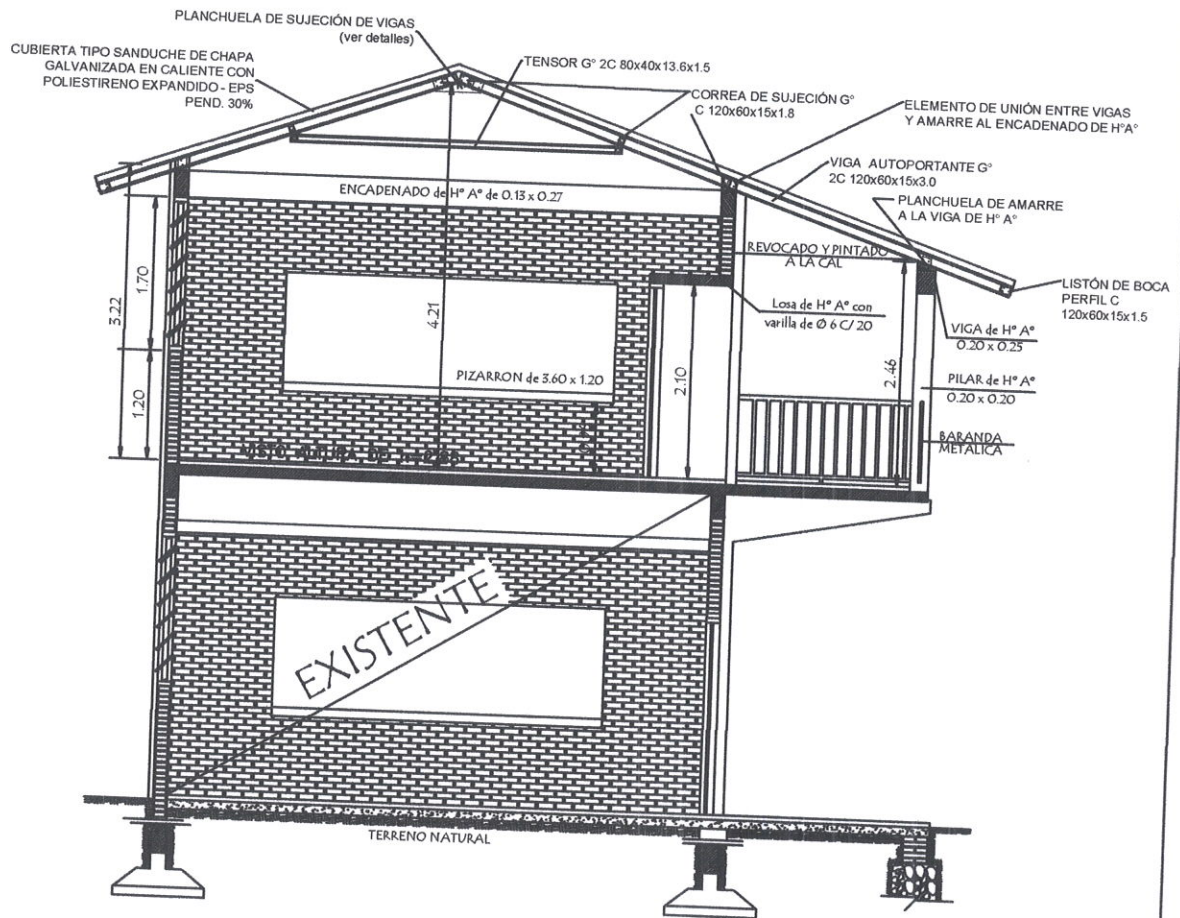 PLANCHUELA DE SUJECIÓN DE VIGAS
(ver detalles)
CUBIERTA TIPO SANDUCHE DE CHAPA
GALVANIZADA EN CALIENTE CON
POLIESTIRENO EXPANDIDO - EPS
PEND. 30%
TENSOR G° 2C 80x40x13.6x1.5
CORREA DE SUJECIÓN G°
C 120x60x15x1.8
ELEMENTO DE UNIÓN ENTRE VIGAS
Y AMARRE AL ENCADENADO DE H°A°
VIGA AUTOPORTANTE G°
2C 120x60x15x3.0
PLANCHUELA DE AMARRE
A LA VIGA DE H° A°
ENCADENADO de H° A° de 0.13 x 0.27
REVOCADO Y PINTADO
A LA CAL
LISTÓN DE BOCA
PERFIL C
120x60x15x1.5
Losa de H° A° con
varilla de Ø 6 C/ 20
VIGA de H° A°
0.20 x 0.25
PILAR de H° A°
0.20 x 0.20
BARANDA
METALICA
3.22
1.70
1.20
4.21
2.10
2.46
PIZARRON de 3.60 x 1.20
EXISTENTE
TERRENO NATURAL